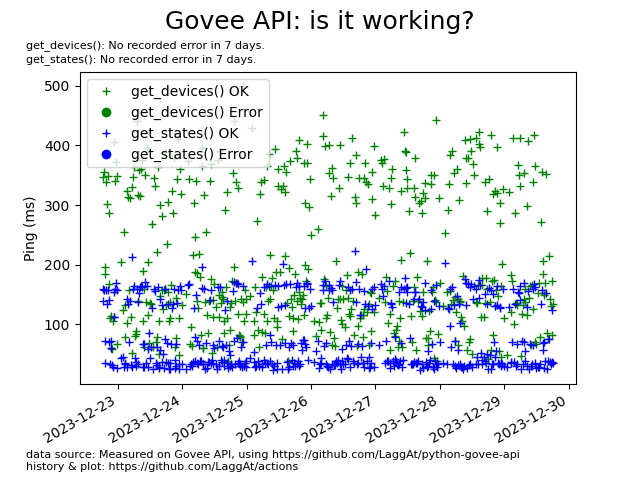 Govee API: is it working?
get_devices(): No recorded error in 7 days.
get_states(): No recorded error in 7 days.
get_devices() OK
get_devices() Error
get_states() OK
get_states() Error
Ping (ms)
500
400
300
200
100
2023-12-23
2023-12-24
2023-12-25
2023-12-26
2023-12-27
2023-12-28
2023-12-29
2023-12-30
data source: Measured on Govee API, using https://github.com/LaggAt/python-govee-api
history & plot: https://github.com/LaggAt/actions